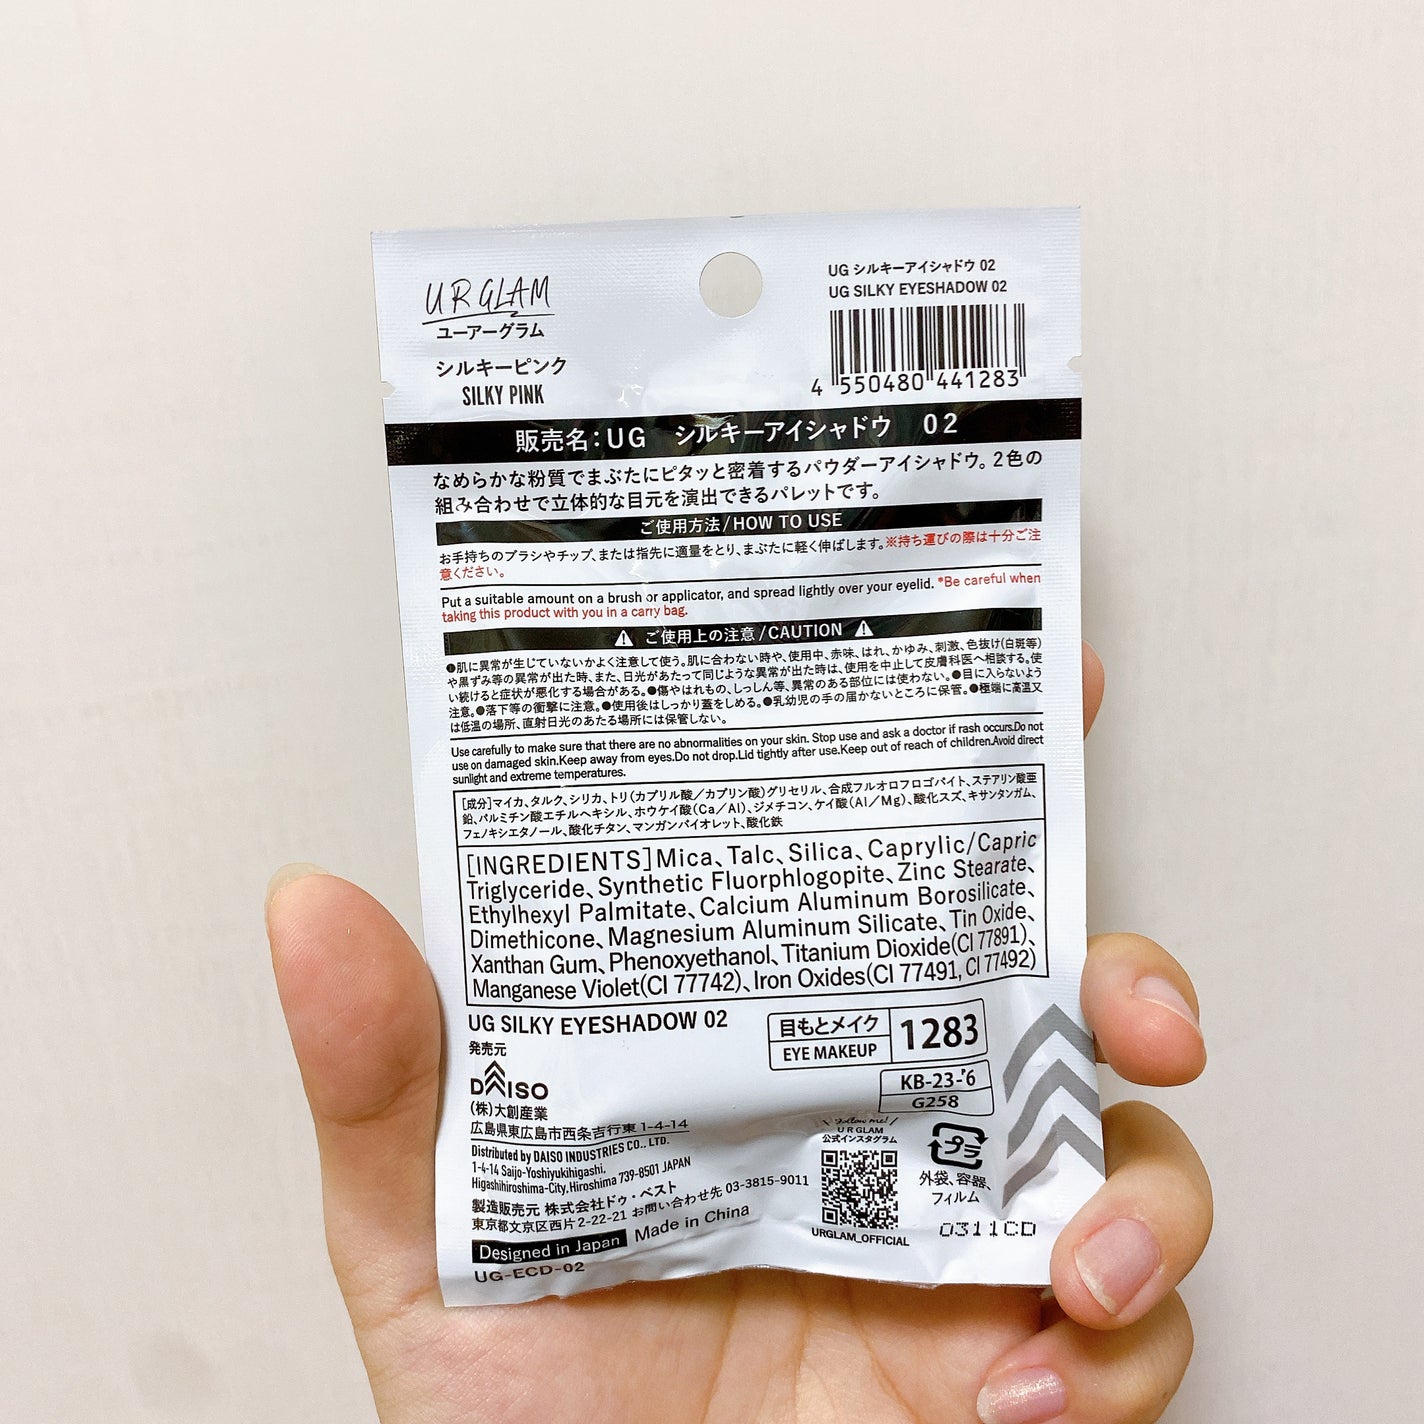 UR GLAM
ユーアーグラム
シルキーピンク
SILKY PINK
UG シルキーアイシャドウ 02
UG SILKY EYESHADOW 02
4 550480 441283
販売名:UG シルキーアイシャドウ 02
なめらかな粉質でまぶたにピタッと密着するパウダーアイシャドウ。2色の
組み合わせで立体的な目元を演出できるパレットです。
ご使用方法/HOW TO USE
お手持ちのブラシやチップ、または指先に適量をとり、まぶたに軽く伸ばします。※持ち運びの際は十分ご注
意ください。
Put a suitable amount on a brush or applicator, and spread lightly over your eyelid. *Be careful when
taking this product with you in a carry bag.
ご使用上の注意/CAUTION
●肌に異常が生じていないかよく注意して使う。肌に合わない時や、使用中、赤味、はれ、かゆみ、刺激、色抜け(白斑等)
や黒ずみ等の異常が出た時、また、日光があたって同じような異常が出た時は、使用を中止して皮膚科医へ相談する。使
い続けると症状が悪化する場合がある。●傷やはれもの、しっしん等、異常のある部位には使わない。●目に入らないよう
注意。●落下等の衝撃に注意。●使用後はしっかり蓋をしめる。●乳幼児の手の届かないところに保管。●極端に高温又
は低温の場所、直射日光のあたる場所には保管しない。
Use carefully to make sure that there are no abnormalities on your skin. Stop use and ask a doctor if rash occurs.Do not
use on damaged skin.Keep away from eyes.Do not drop.Lid tightly after use.Keep out of reach of children.Avoid direct
sunlight and extreme temperatures.
[成分]マイカ、タルク、シリカ、トリ(カプリル酸/カプリン酸)グリセリル、合成フルオロフロゴパイト、ステアリン酸亜
鉛、パルミチン酸エチルヘキシル、ホウケイ酸(Ca/Al)、ジメチコン、ケイ酸(Al/Mg)、酸化スズ、キサンタンガム、
フェノキシエタノール、酸化チタン、マンガンバイオレット、酸化鉄
[INGREDIENTS]Mica、Talc、Silica、Caprylic/Capric
Triglyceride、Synthetic Fluorphlogopite、Zinc Stearate、
Ethylhexyl Palmitate、Calcium Aluminum Borosilicate、
Dimethicone、Magnesium Aluminum Silicate、Tin Oxide、
Xanthan Gum、Phenoxyethanol、Titanium Dioxide(CI 77891)、
Manganese Violet(CI 77742)、Iron Oxides(CI 77491, CI 77492)
UG SILKY EYESHADOW 02
目もとメイク
EYE MAKEUP
1283
KB-23-6
G258
発売元
DAISO
(株)大創産業
広島県東広島市西条吉行東 1-4-14
Distributed by DAISO INDUSTRIES CO., LTD.
1-4-14 Saijo-Yoshiyukihigashi,
Higashihiroshima-City, Hiroshima 739-8501 JAPAN
製造販売元 株式会社ドゥ・ベスト
東京都文京区西片2-22-21 お問い合わせ先 03-3815-9011
Designed in Japan Made in China
UG-ECD-02
Follow me!
UR GLAM
公式インスタグラム
URGLAM_OFFICIAL
プラ
外袋、容器、
フィルム
0311CD